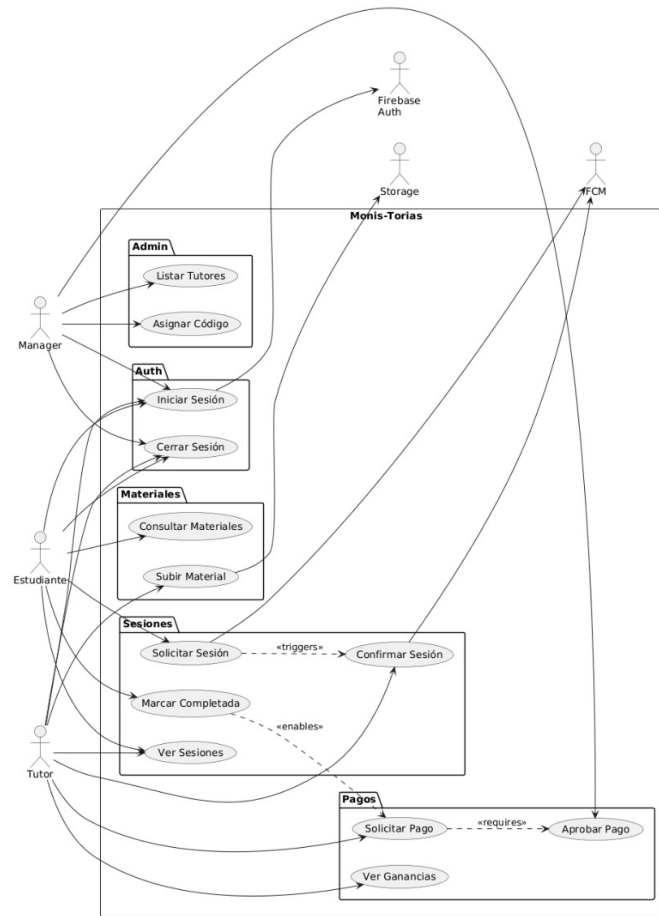 Firebase
Auth
Storage
FCM
Monis-Torias
Admin
Listar Tutores
Asignar Código
Manager
Auth
Iniciar Sesión
Cerrar Sesión
Materiales
Consultar Materiales
Subir Material
Estudiante
Sesiones
Solicitar Sesión
«triggers»
Confirmar Sesión
Marcar Completada
«enables»
Ver Sesiones
Tutor
Pagos
Solicitar Pago
«requires»
Aprobar Pago
Ver Ganancias